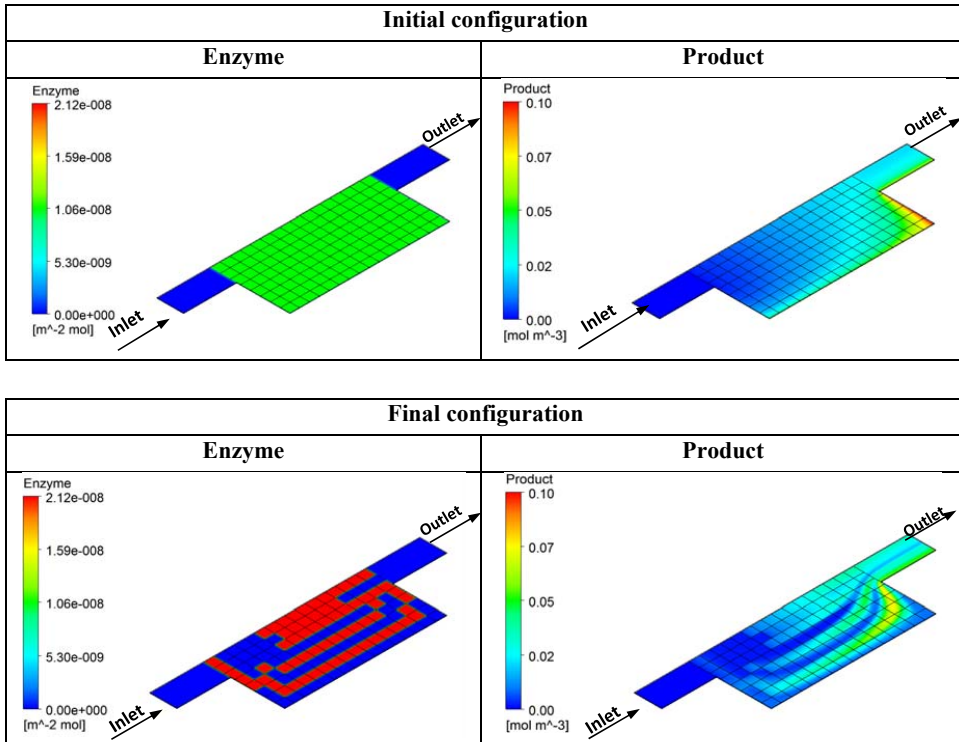 Initial configuration
Enzyme
Product
Enzyme
2.12e-008
1.59e-008
1.06e-008
5.30e-009
0.00e+000
[m^-2 mol]
Inlet
Outlet
Product
0.10
0.07
0.05
0.02
0.00
[mol m^-3]
Inlet
Outlet
Final configuration
Enzyme
Product
Enzyme
2.12e-008
1.59e-008
1.06e-008
5.30e-009
0.00e+000
[m^-2 mol]
Inlet
Outlet
Product
0.10
0.07
0.05
0.02
0.00
[mol m^-3]
Inlet
Outlet